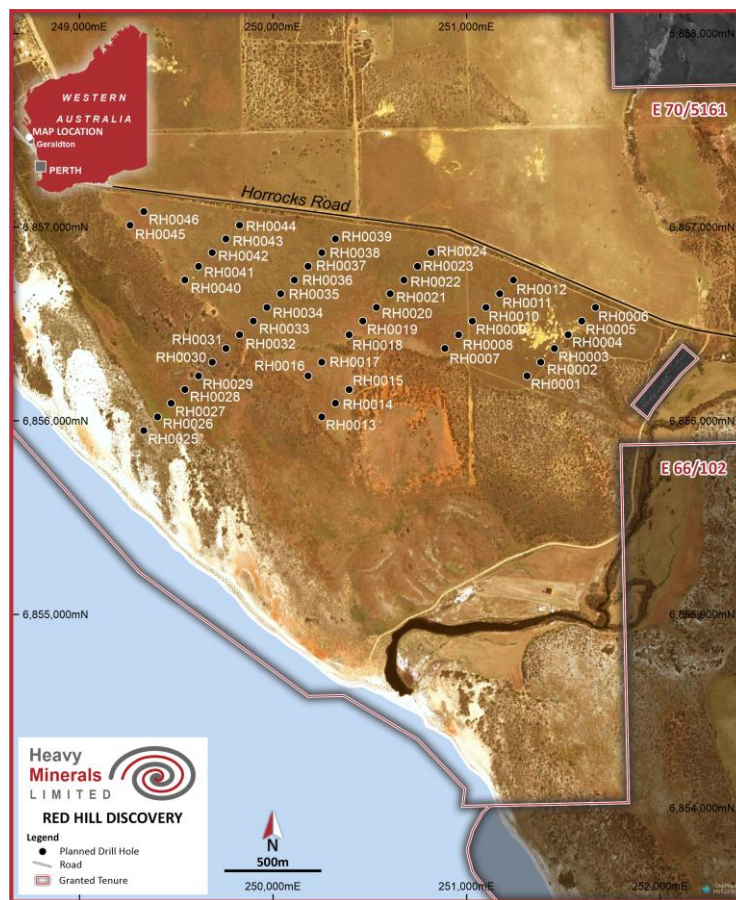 249,000mE
250,000mE
251,000mE
6,858,000mN
E 70/5161
WESTERN
AUSTRALIA
MAP LOCATION
Geraldton
PERTH
Horrocks Road
6,857,000mN
6,857,000mN
RH0046
RH0045
RH0044
RH0043
RH0042
RH0041
RH0040
RH0039
RH0038
RH0037
RH0036
RH0035
RH0034
RH0033
RH0032
RH0031
RH0030
RH0029
RH0028
RH0027
RH0026
RH0025
RH0024
RH0023
RH0022
RH0021
RH0020
RH0019
RH0018
RH0017
RH0016
RH0015
RH0014
RH0013
RH0012
RH0011
RH0010
RH0009
RH0008
RH0007
RH0006
RH0005
RH0004
RH0003
RH0002
RH0001
6,856,000mN
6,856,000mN
E 66/102
6,855,000mN
6,855,000mN
6,854,000mN
Heavy
Minerals
LIMITED
RED HILL DISCOVERY
Legend
Planned Drill Hole
Road
Granted Tenure
N
500m
250,000mE
251,000mE
252,000mE